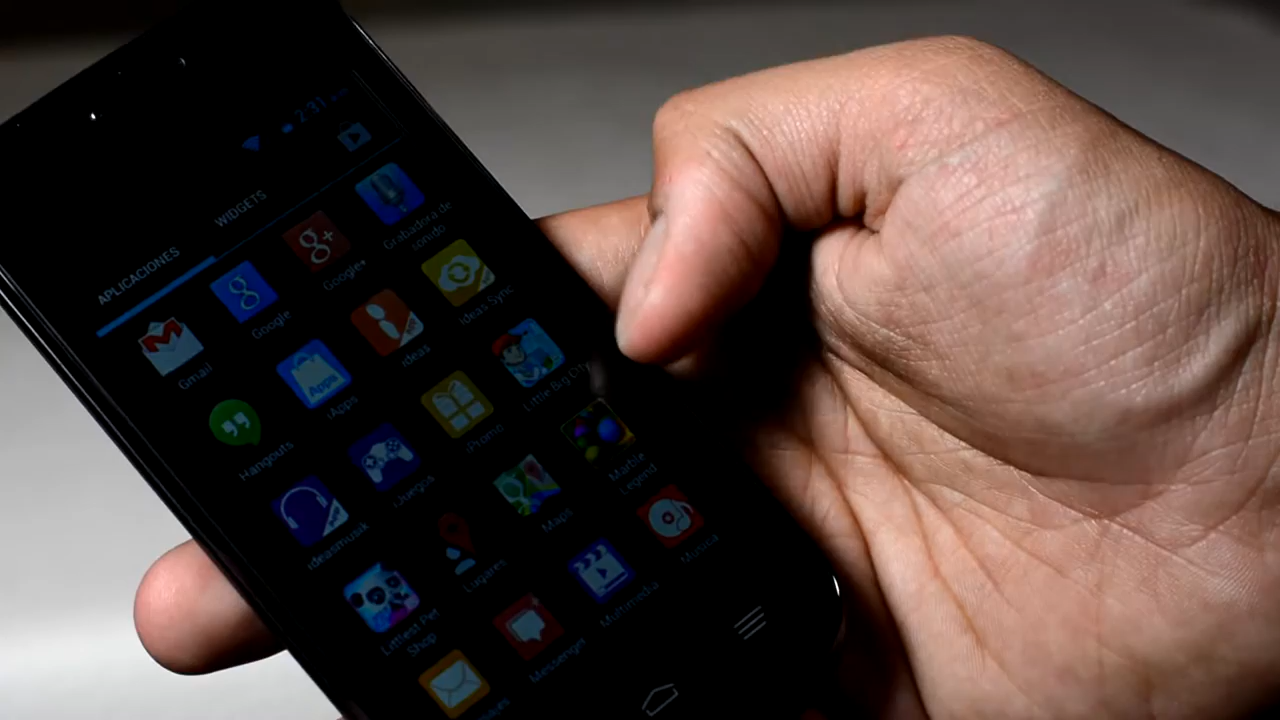 2:31
APLICACIONES
WIDGETS
Gmail
Google
Google+
Grabadora de
sonido
Hangouts
iApps
Apps
ideas
Ideas Sync
ideasmusik
iJuegos
iPromo
Little Big City
Littlest Pet
Shop
Lugares
Maps
Marble
Legend
Messenger
Multimedia
Música